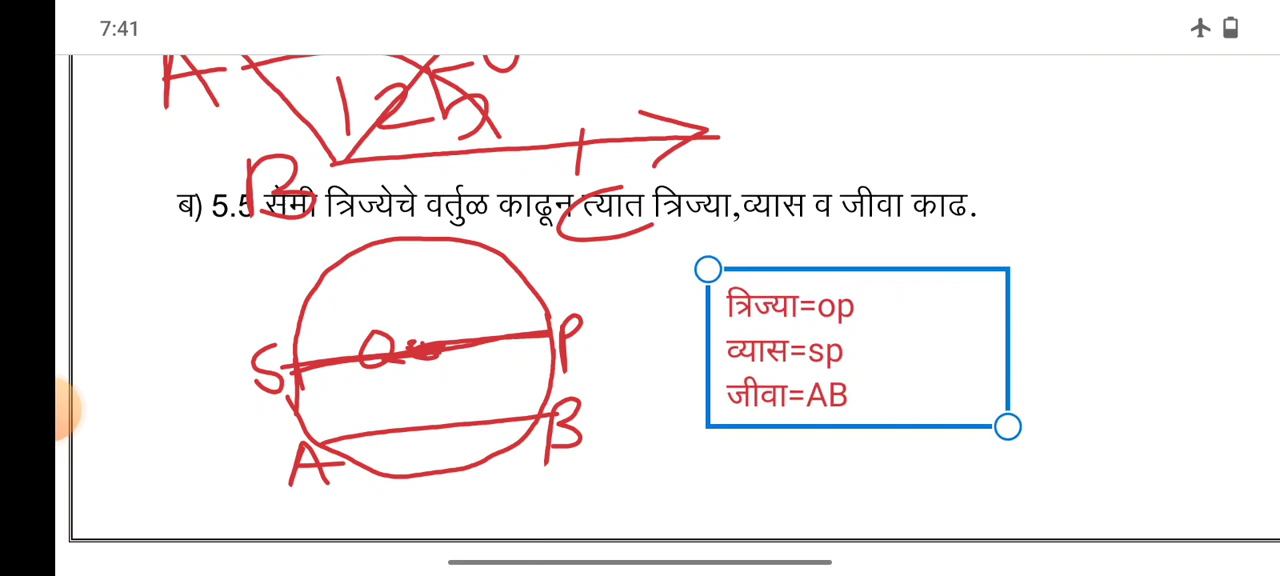 7:41
A
125
B
C
ब) 5.5 सेमी त्रिज्येचे वर्तुळ काढून त्यात त्रिज्या,व्यास व जीवा काढ.
त्रिज्या=op
व्यास=sp
जीवा=AB
S O P
A B